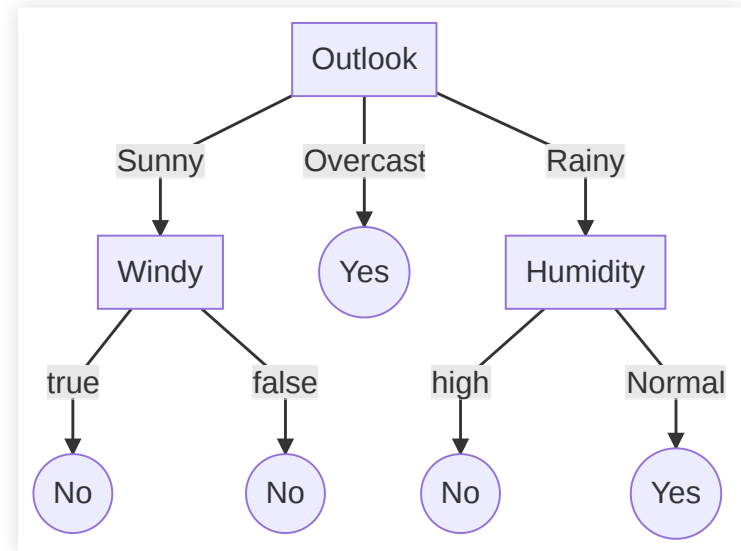 Outlook
Sunny
Overcast
Rainy
Windy
Yes
Humidity
true
false
high
Normal
No
No
No
Yes